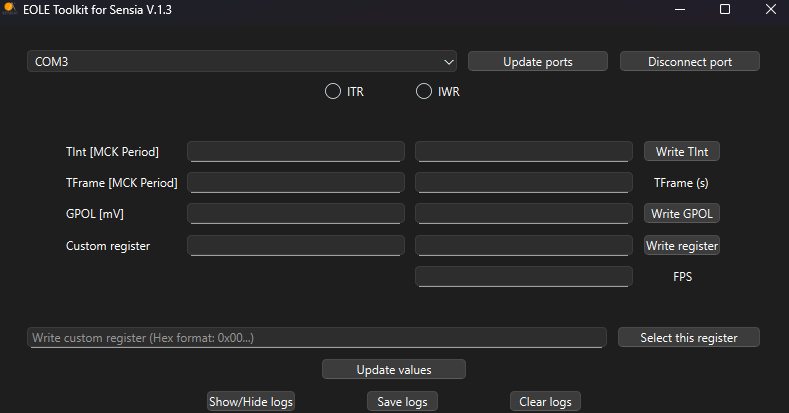 EOLE Toolkit for Sensia V.1.3
COM3 Update ports Disconnect port
ITR IWR
TInt [MCK Period] Write TInt
TFrame [MCK Period] TFrame (s)
GPOL [mV] Write GPOL
Custom register Write register
FPS
Write custom register (Hex format: 0x00...) Select this register
Update values
Show/Hide logs Save logs Clear logs